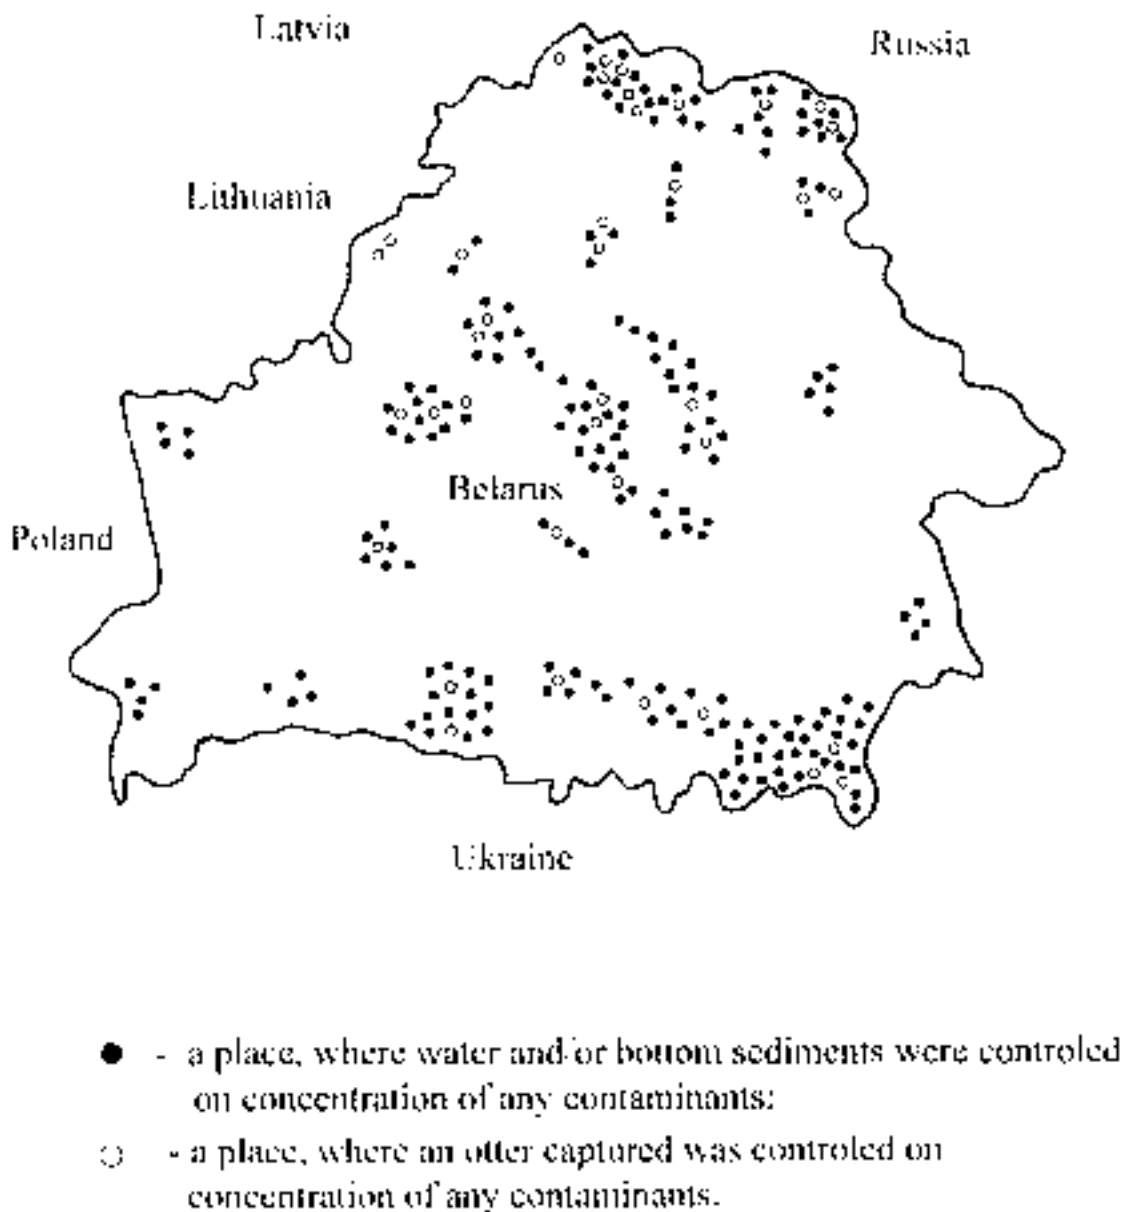 Latvia
Russia
Lithuania
Belarus
Poland
Ukraine
- a place, where water and/or bottom sediments were controled
on concentration of any contaminants;
- a place, where an otter captured was controled on
concentration of any contaminants.